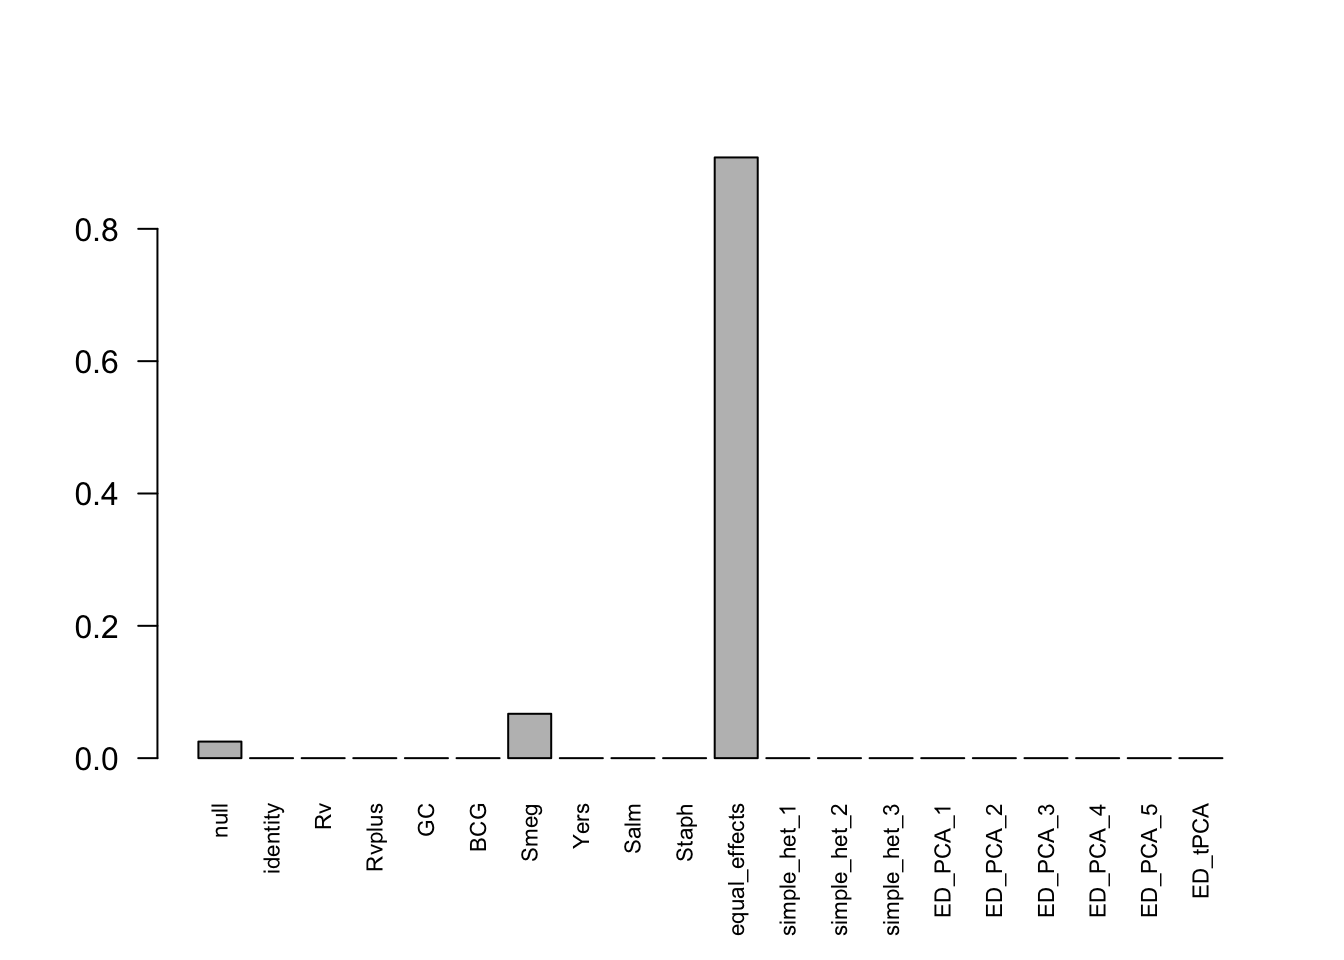 0.8
0.6
0.4
0.2
0.0
null
identity
Rv
Rvplus
GC
BCG
Smeg
Yers
Salm
Staph
equal_effects
simple_het_1
simple_het_2
simple_het_3
ED_PCA_1
ED_PCA_2
ED_PCA_3
ED_PCA_4
ED_PCA_5
ED_tPCA